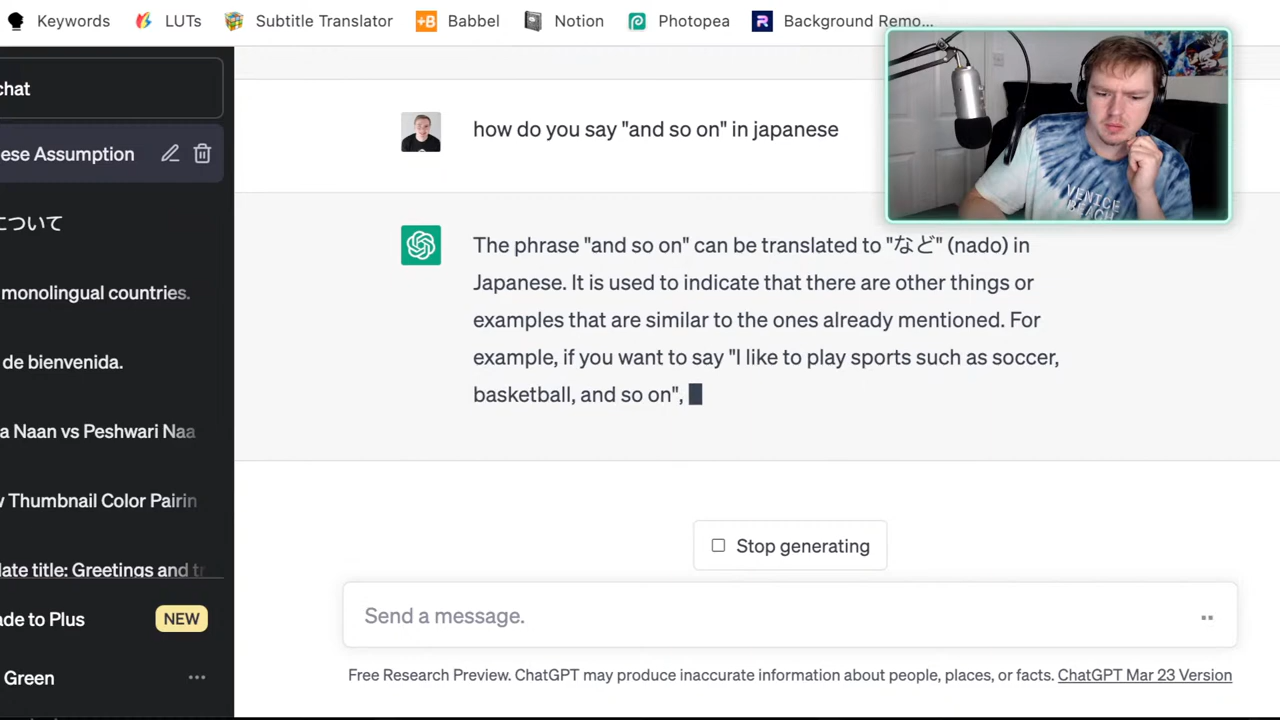 Keywords LUTs Subtitle Translator +B Babbel Notion Photopea R Background Remo...
chat
ese Assumption
について
monolingual countries.
de bienvenida.
a Naan vs Peshwari Naa
v Thumbnail Color Pairin
late title: Greetings and tr
ade to Plus NEW
Green ...
how do you say "and so on" in japanese
The phrase "and so on" can be translated to "など" (nado) in
Japanese. It is used to indicate that there are other things or
examples that are similar to the ones already mentioned. For
example, if you want to say "I like to play sports such as soccer,
basketball, and so on",
Stop generating
Send a message.
Free Research Preview. ChatGPT may produce inaccurate information about people, places, or facts. ChatGPT Mar 23 Version
VENICE
BEACH